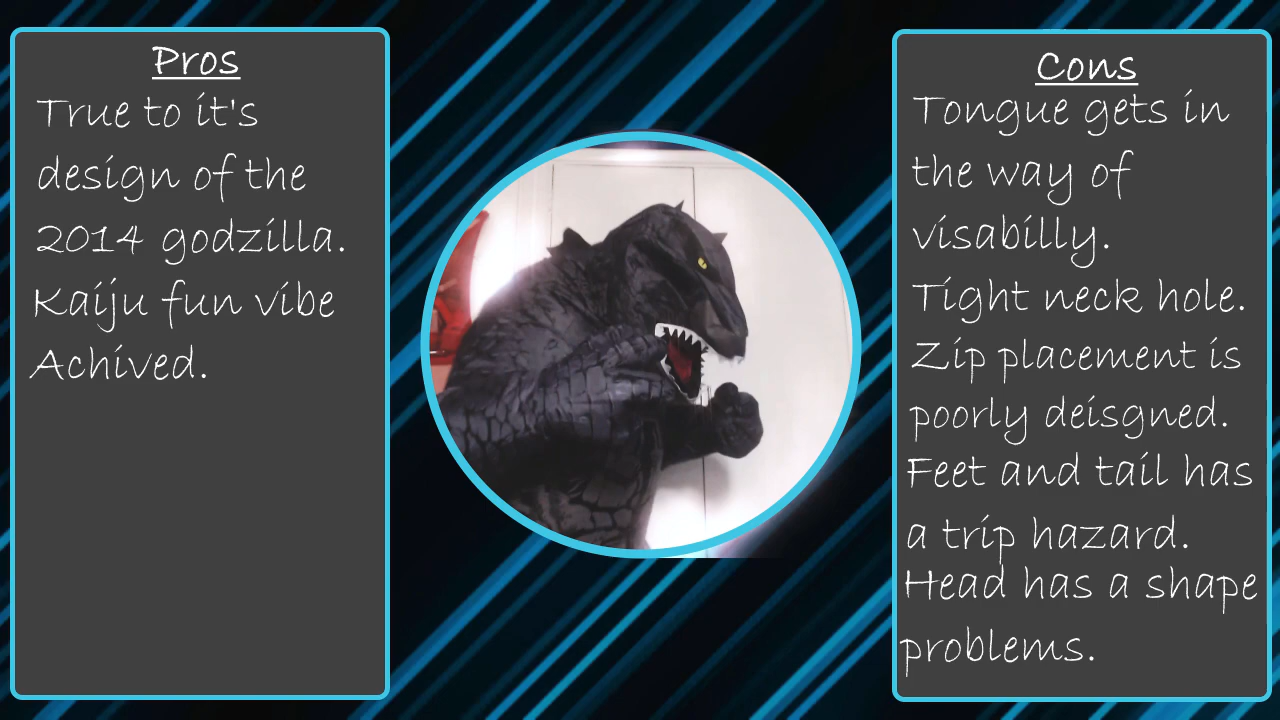 Pros
True to it's
design of the
2014 godzilla.
Kaiju fun vibe
Achived.
Cons
Tongue gets in
the way of
visabilly.
Tight neck hole.
Zip placement is
poorly deisgned.
Feet and tail has
a trip hazard.
Head has a shape
problems.